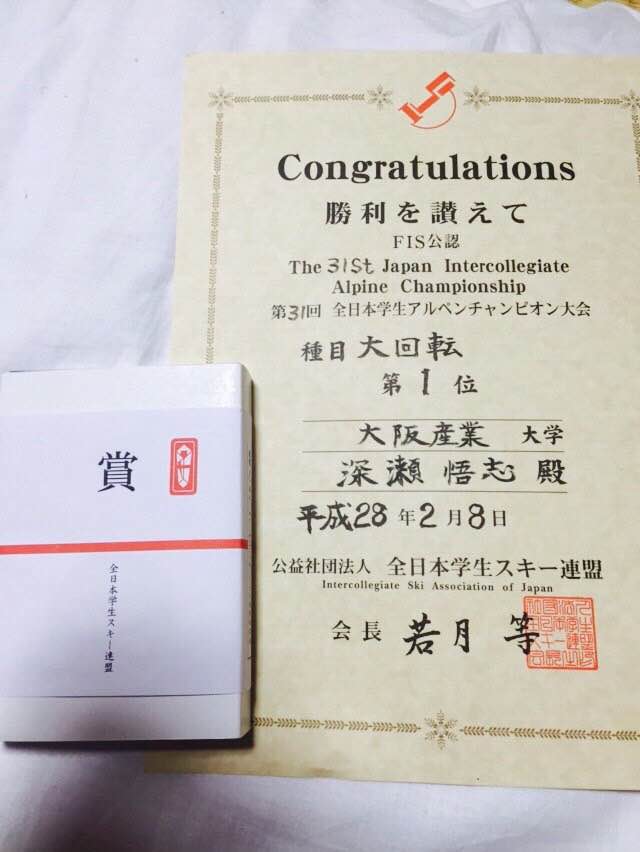 Congratulations
勝利を讃えて
FIS公認
The 31St Japan Intercollegiate
Alpine Championship
第31回 全日本学生アルペンチャンピオン大会
種目 大回転
第1位
大阪産業 大学
深瀬 悟志 殿
平成28年2月8日
公益社団法人 全日本学生スキー連盟
Intercollegiate Ski Association of Japan
会長 若月 等
賞
全日本学生スキー連盟